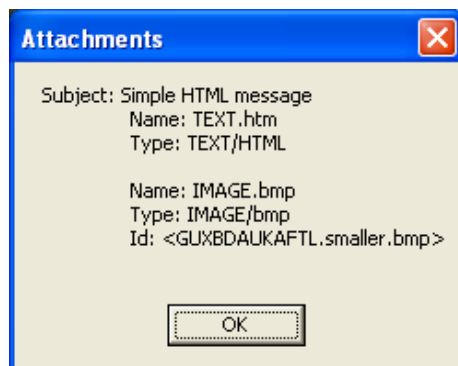 Attachments
Subject: Simple HTML message
Name: TEXT.htm
Type: TEXT/HTML
Name: IMAGE.bmp
Type: IMAGE/bmp
Id: <GUXBDAUKAFTL.smaller.bmp>
OK